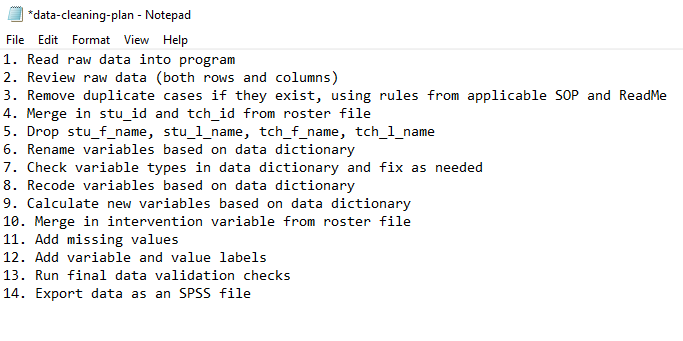 *data-cleaning-plan - Notepad
File Edit Format View Help
1. Read raw data into program
2. Review raw data (both rows and columns)
3. Remove duplicate cases if they exist, using rules from applicable SOP and ReadMe
4. Merge in stu_id and tch_id from roster file
5. Drop stu_f_name, stu_l_name, tch_f_name, tch_l_name
6. Rename variables based on data dictionary
7. Check variable types in data dictionary and fix as needed
8. Recode variables based on data dictionary
9. Calculate new variables based on data dictionary
10. Merge in intervention variable from roster file
11. Add missing values
12. Add variable and value labels
13. Run final data validation checks
14. Export data as an SPSS file